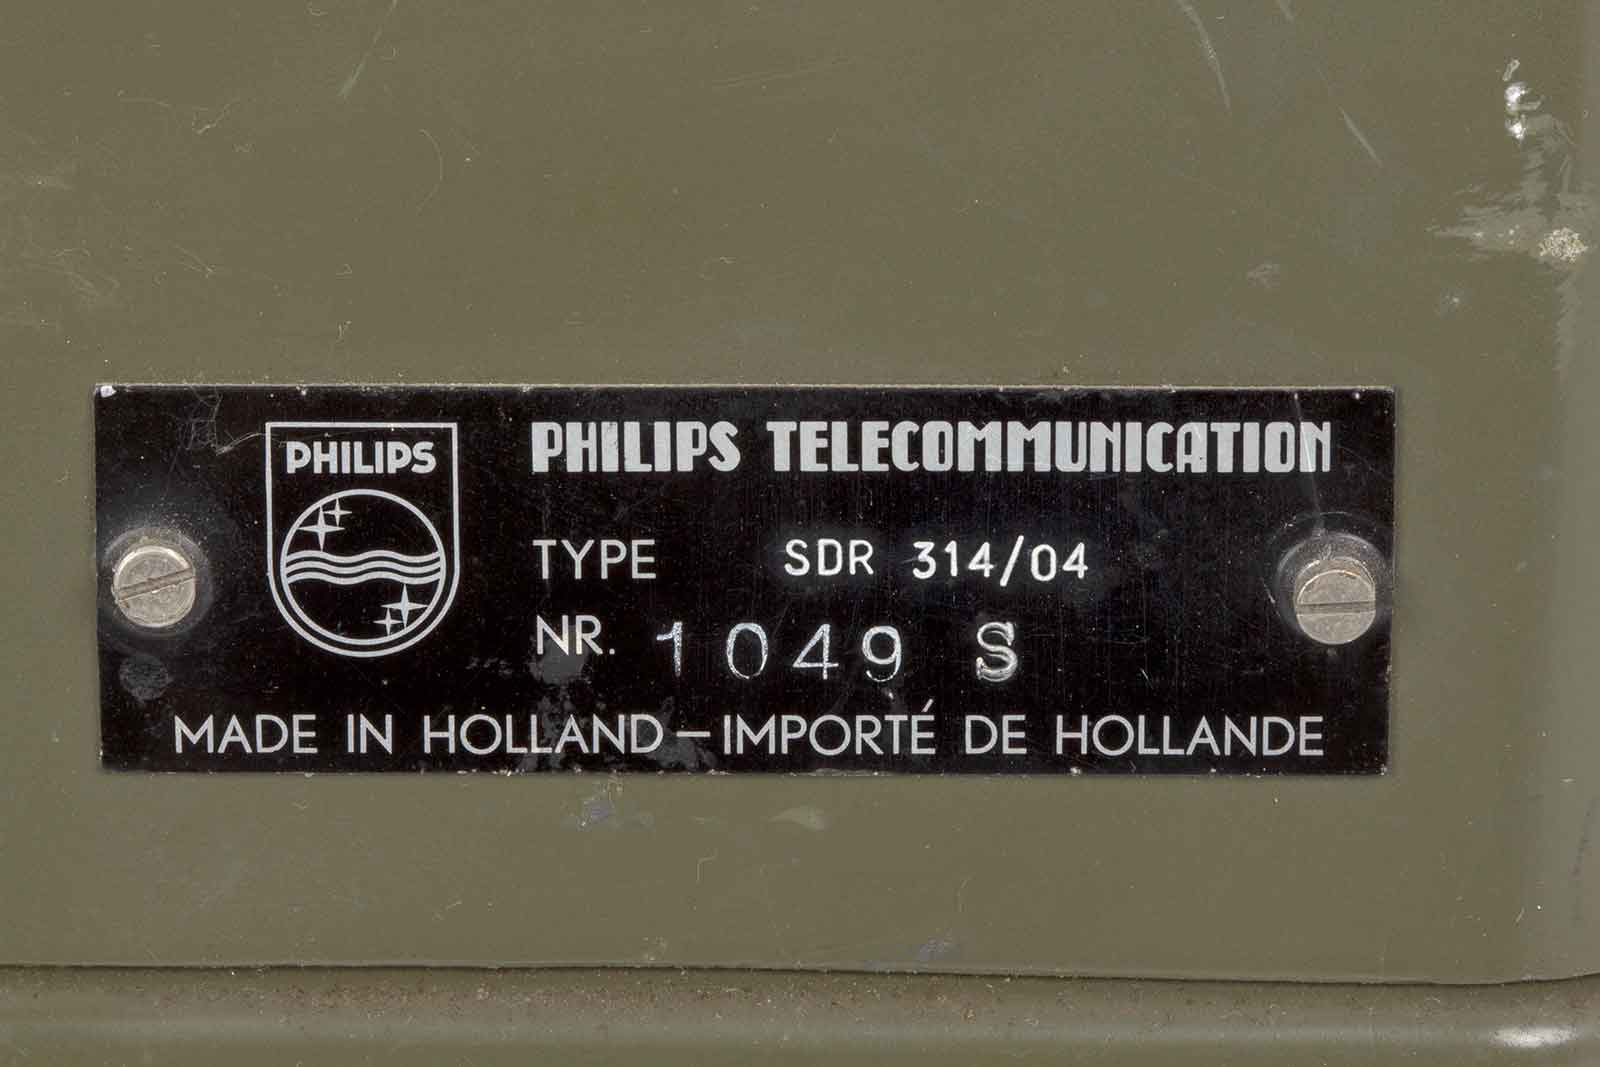 PHILIPS
PHILIPS TELECOMMUNICATION
TYPE SDR 314/04
NR. 1049 S
MADE IN HOLLAND – IMPORTÉ DE HOLLANDE